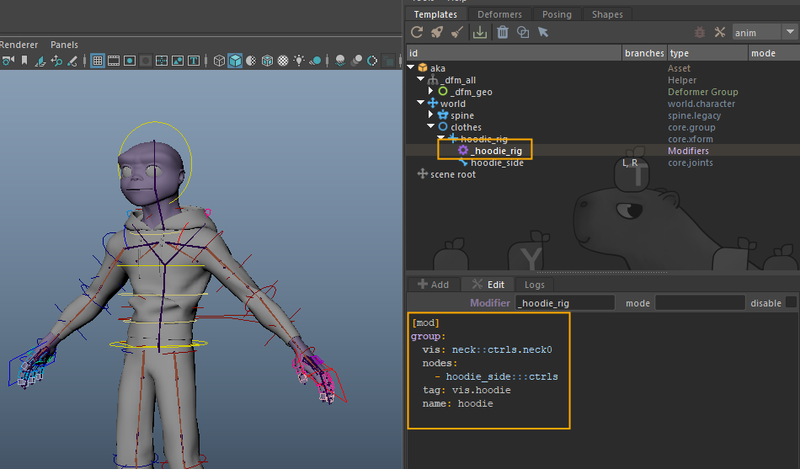 Templates Deformers Posing Shapes
Renderer Panels
anim
id branches type mode
aka Asset
_dfm_all Helper
_dfm_geo Deformer Group
world world.character
spine spine.legacy
clothes core.group
hoodie_rig core.xform
_hoodie_rig Modifiers
hoodie_side L, R core.joints
scene root
T
Y
Add Edit Logs
Modifier _hoodie_rig mode disable
[mod]
group:
vis: neck::ctrls.neck0
nodes:
- hoodie_side:::ctrls
tag: vis.hoodie
name: hoodie